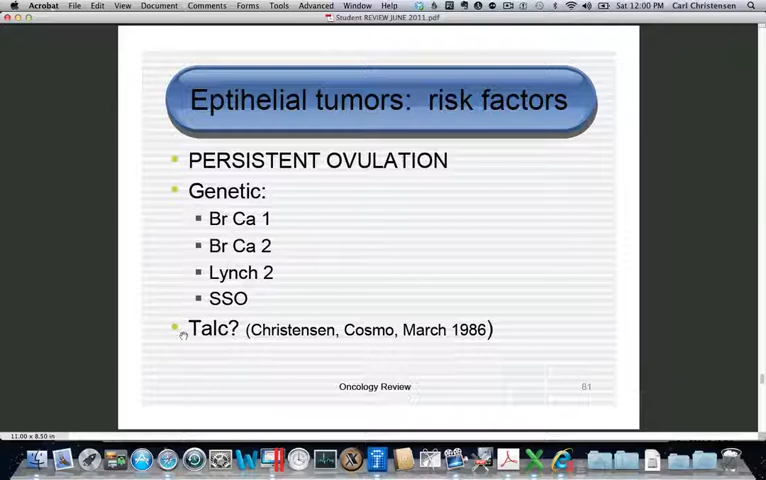 Acrobat File Edit View Document Comments Forms Tools Advanced Window Help Sat 12:00 PM Carl Christensen
Student REVIEW JUNE 2011.pdf
Eptihelial tumors: risk factors
PERSISTENT OVULATION
Genetic:
Br Ca 1
Br Ca 2
Lynch 2
SSO
Talc? (Christensen, Cosmo, March 1986)
Oncology Review 81
11.00 x 8.50 in